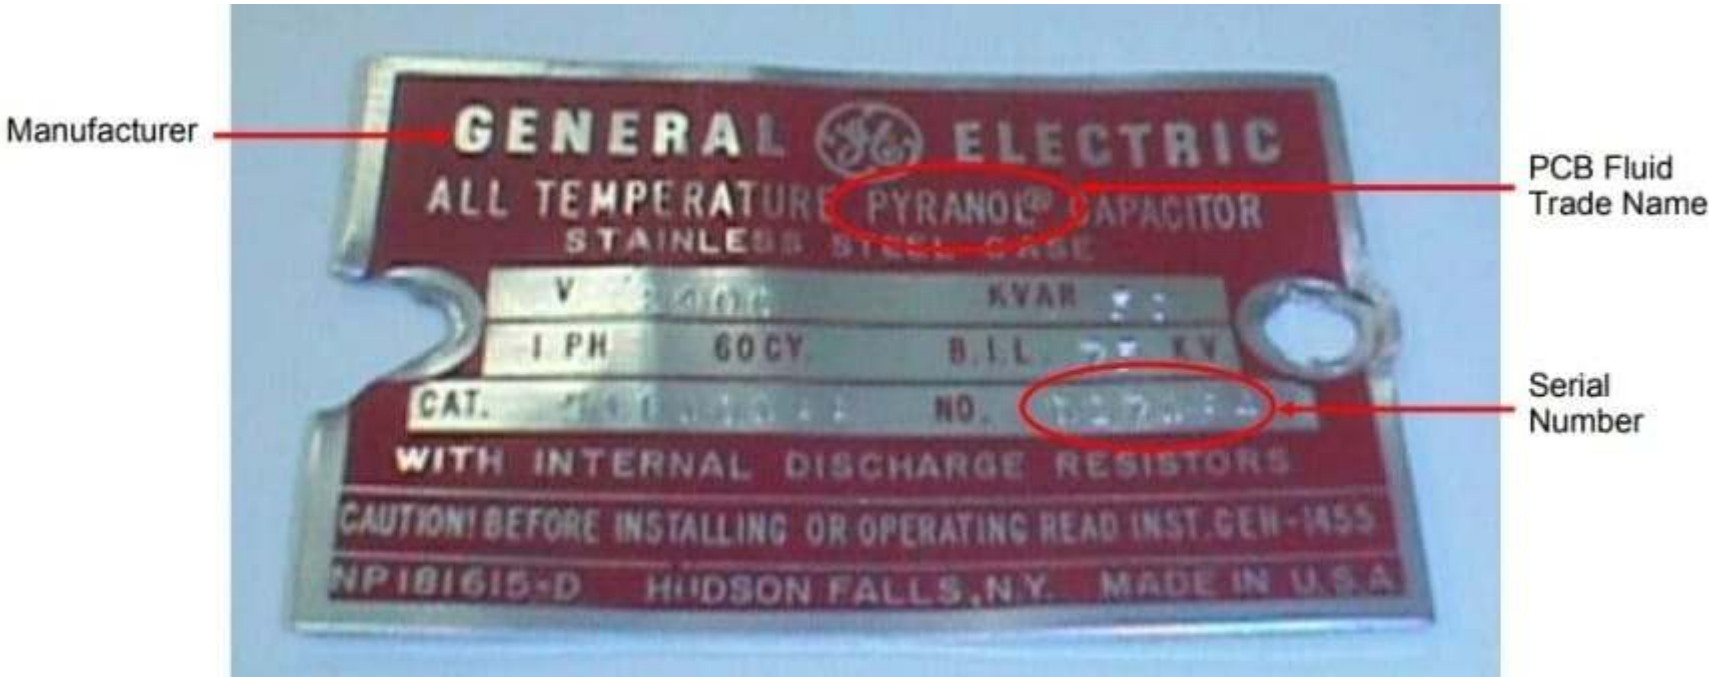 Manufacturer
GENERAL GE ELECTRIC
PCB Fluid
Trade Name
ALL TEMPERATURE PYRANOL® CAPACITOR
STAINLESS STEEL CASE
V KVAR
1 PH 60 CY. B.I.L. KV
Serial
Number
CAT. NO.
WITH INTERNAL DISCHARGE RESISTORS
CAUTION! BEFORE INSTALLING OR OPERATING READ INST. GEH-1455
NP181615-D HUDSON FALLS, N.Y. MADE IN U.S.A